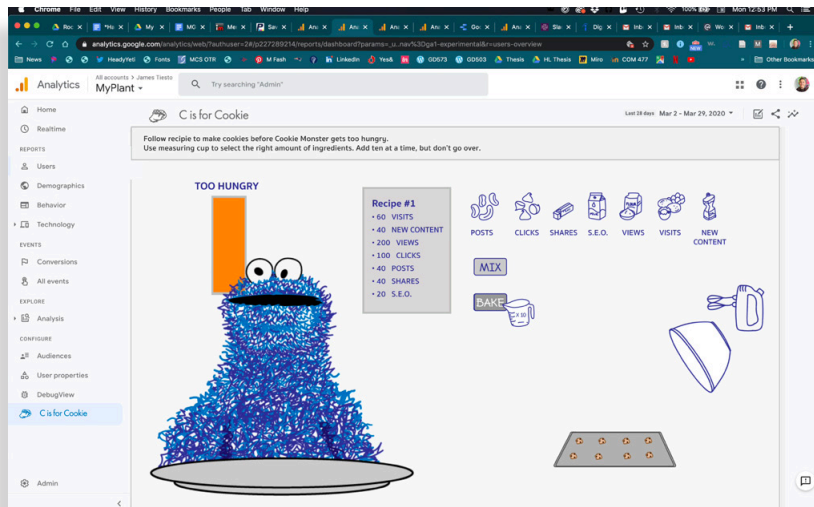 Chrome File Edit View History Bookmarks People Tab Window Help
100%
Mon 12:53 PM
analytics.google.com/analytics/web/?authuser=2#/p227289214/reports/dashboard?params=_u..nav%3Dga1-experimental&r=users-overview
News
HeadyYeti
Fonts
MCS OTR
M Fash
LinkedIn
Yes&
GD573
GD503
Thesis
HL Thesis
Miro
COM 477
Other Bookmarks
Analytics
All accounts > James Tiesto
MyPlant
Try searching "Admin"
Home
Realtime
REPORTS
Users
Demographics
Behavior
Technology
EVENTS
Conversions
All events
EXPLORE
Analysis
CONFIGURE
Audiences
User properties
DebugView
C is for Cookie
Admin
C is for Cookie
Last 28 days Mar 2 - Mar 29, 2020
Follow recipie to make cookies before Cookie Monster gets too hungry.
Use measuring cup to select the right amount of ingredients. Add ten at a time, but don't go over.
TOO HUNGRY
Recipe #1
• 60 VISITS
• 40 NEW CONTENT
• 200 VIEWS
• 100 CLICKS
• 40 POSTS
• 40 SHARES
• 20 S.E.O.
POSTS
CLICKS
SHARES
S.E.O.
VIEWS
VISITS
NEW
CONTENT
MIX
BAKE
X 10